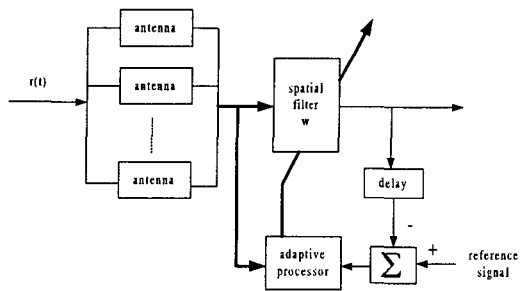 antenna
r(t)
antenna
antenna
spatial
filter
w
delay
-
+
reference
signal
adaptive
processor
Σ